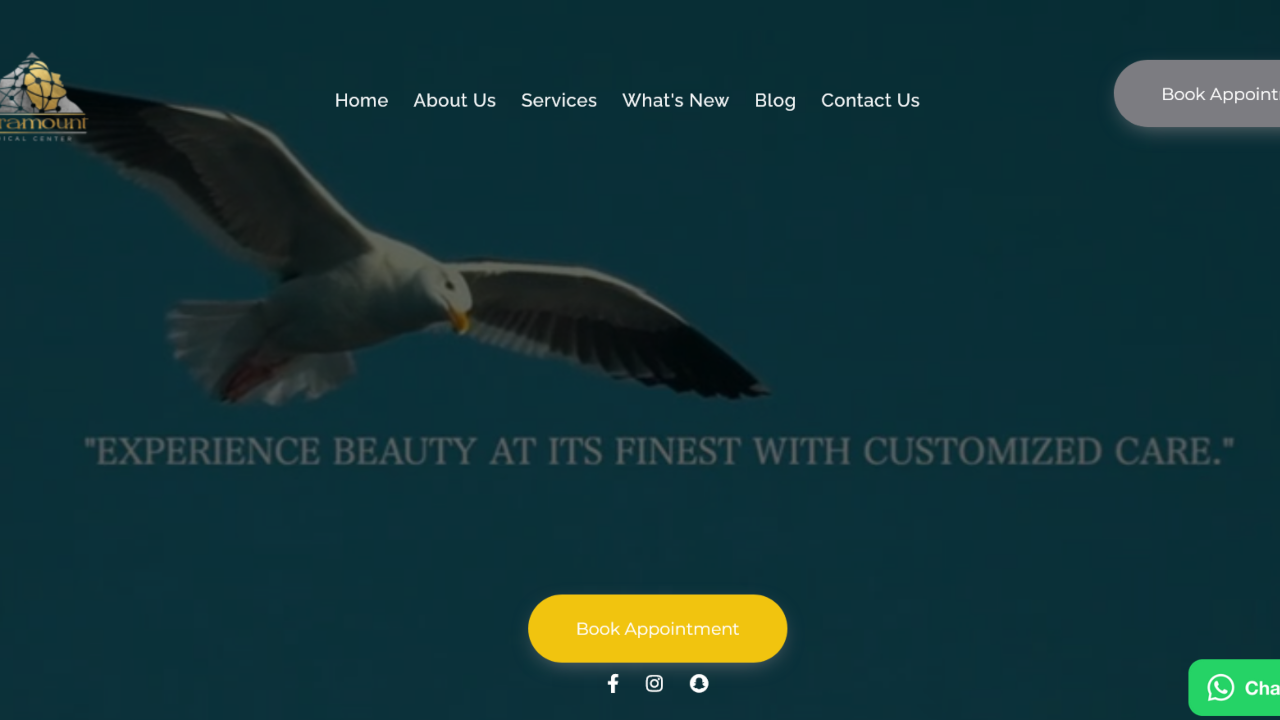 Home About Us Services What's New Blog Contact Us
Book Appoint
ramount
ICAL CENTER
"EXPERIENCE BEAUTY AT ITS FINEST WITH CUSTOMIZED CARE."
Book Appointment
Cha